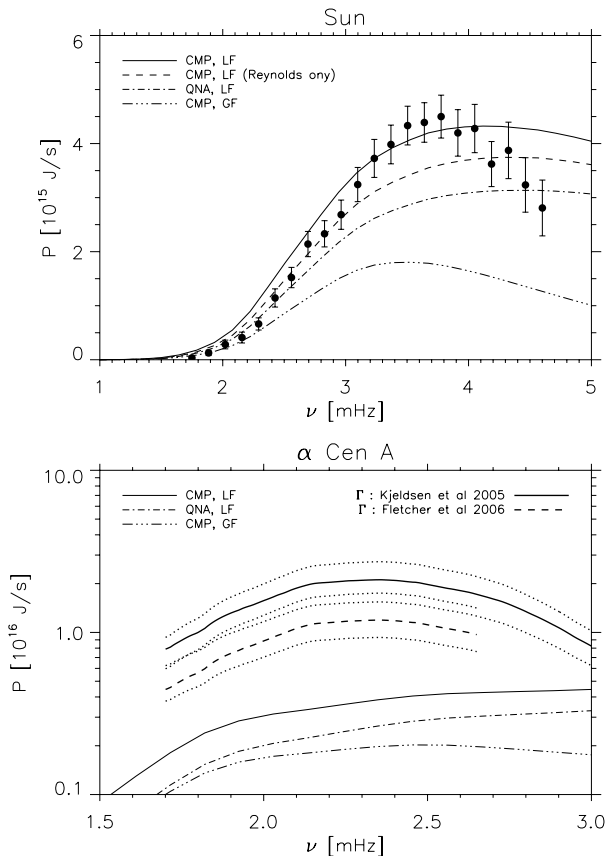 Sun
CMP, LF
CMP, LF (Reynolds ony)
QNA, LF
CMP, GF
P [10^15 J/s]
6
4
2
0
1 2 3 4 5
ν [mHz]
α Cen A
CMP, LF
QNA, LF
CMP, GF
Γ : Kjeldsen et al 2005
Γ : Fletcher et al 2006
P [10^16 J/s]
10.0
1.0
0.1
1.5 2.0 2.5 3.0
ν [mHz]